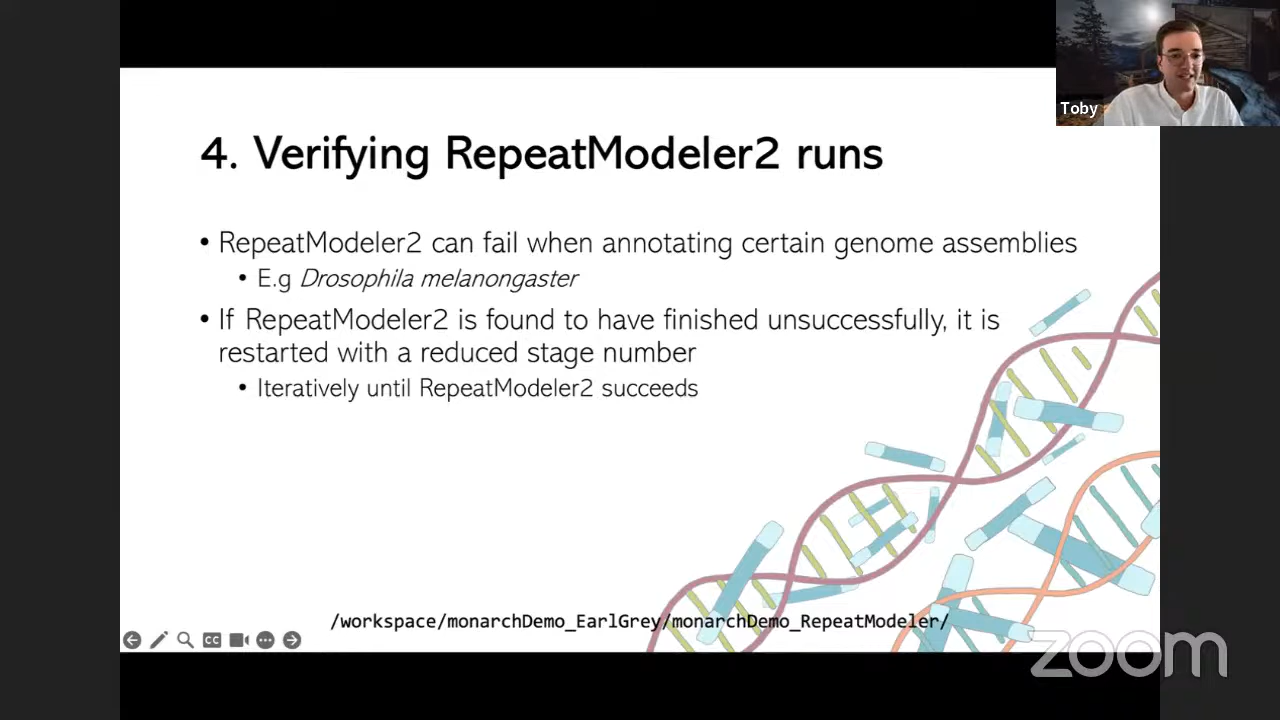 Toby
4. Verifying RepeatModeler2 runs
• RepeatModeler2 can fail when annotating certain genome assemblies
• E.g Drosophila melanongaster
• If RepeatModeler2 is found to have finished unsuccessfully, it is
restarted with a reduced stage number
• Iteratively until RepeatModeler2 succeeds
/workspace/monarchDemo_EarlGrey/monarchDemo_RepeatModeler/
CC
zoom